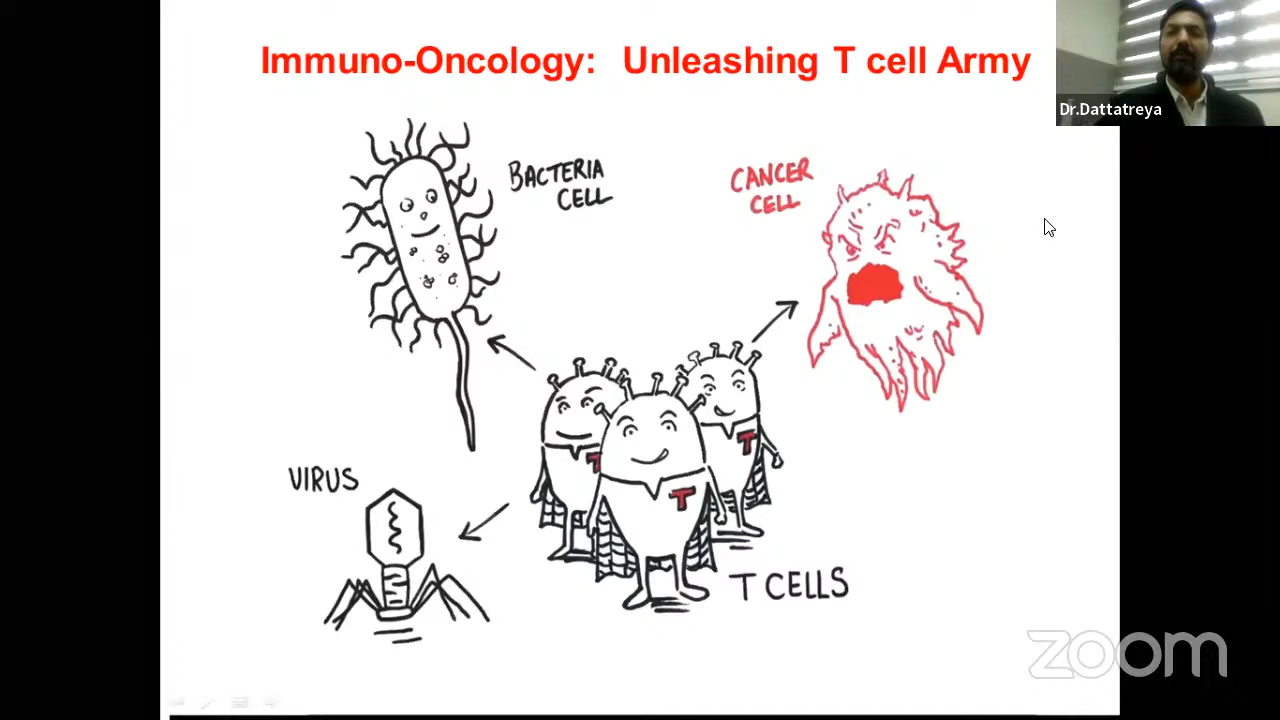 Immuno-Oncology: Unleashing T cell Army
Dr.Dattatreya
BACTERIA
CELL
CANCER
CELL
T
T
T
VIRUS
T CELLS
zoom